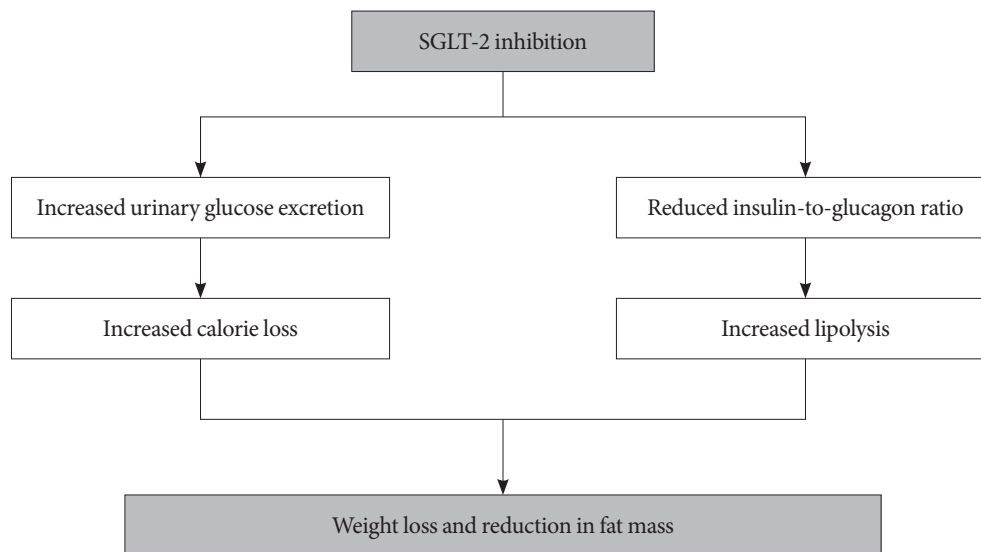 SGLT-2 inhibition
Increased urinary glucose excretion
Reduced insulin-to-glucagon ratio
Increased calorie loss
Increased lipolysis
Weight loss and reduction in fat mass